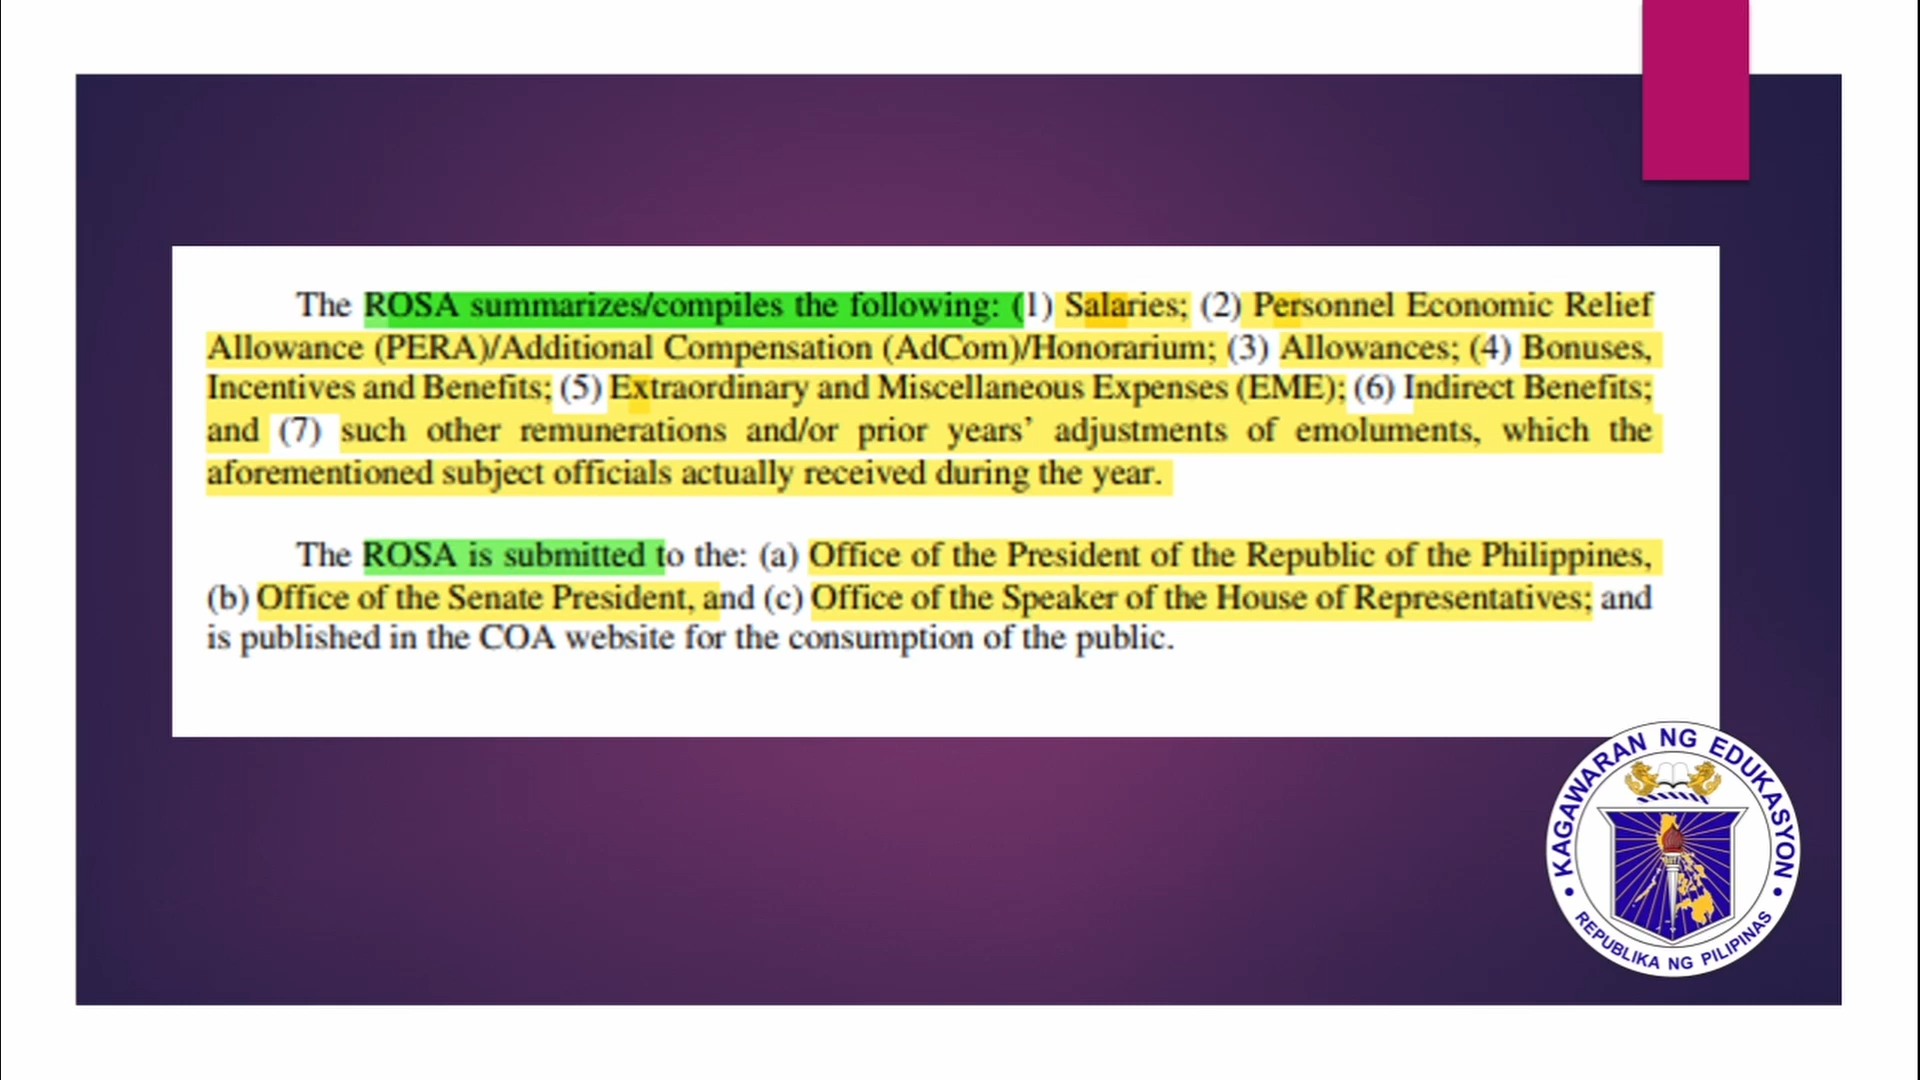 The ROSA summarizes/compiles the following: (1) Salaries; (2) Personnel Economic Relief
Allowance (PERA)/Additional Compensation (AdCom)/Honorarium; (3) Allowances; (4) Bonuses,
Incentives and Benefits; (5) Extraordinary and Miscellaneous Expenses (EME); (6) Indirect Benefits;
and (7) such other remunerations and/or prior years’ adjustments of emoluments, which the
aforementioned subject officials actually received during the year.
The ROSA is submitted to the: (a) Office of the President of the Republic of the Philippines,
(b) Office of the Senate President, and (c) Office of the Speaker of the House of Representatives; and
is published in the COA website for the consumption of the public.
KAGAWARAN NG EDUKASYON
REPUBLIKA NG PILIPINAS